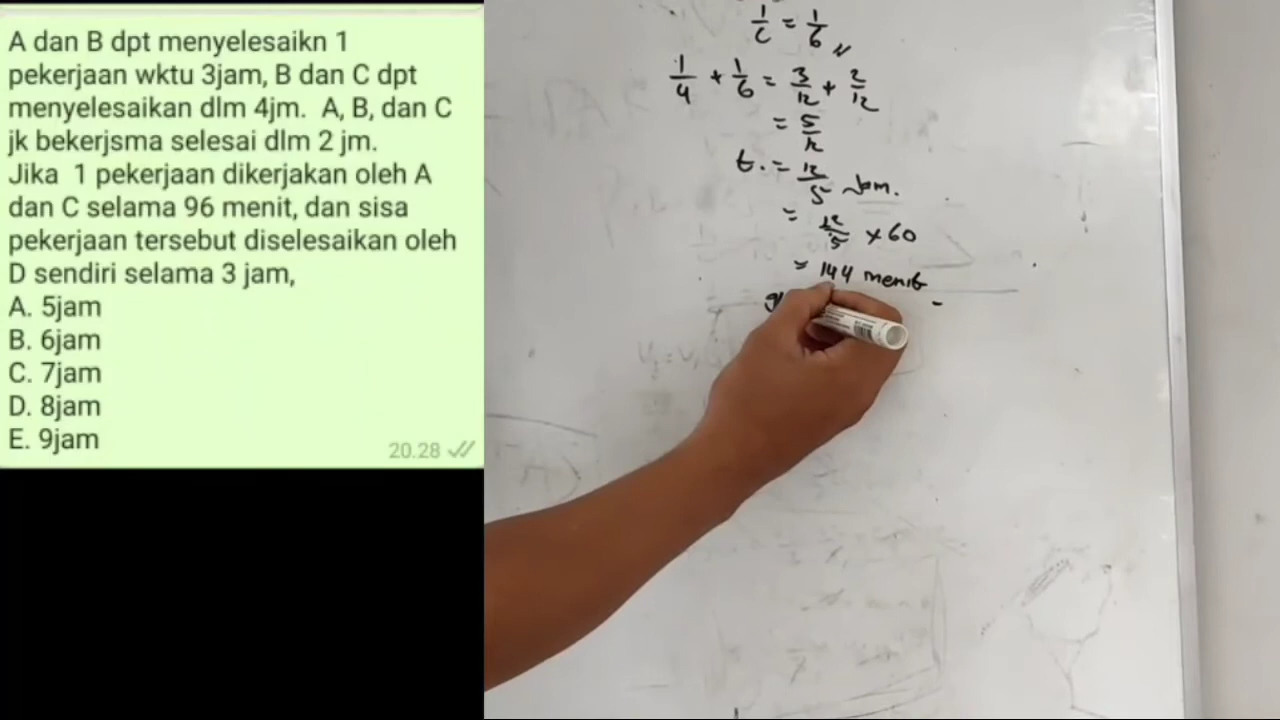 A dan B dpt menyelesaikn 1
pekerjaan wktu 3jam, B dan C dpt
menyelesaikan dlm 4jm. A, B, dan C
jk bekerjsma selesai dlm 2 jm.
Jika 1 pekerjaan dikerjakan oleh A
dan C selama 96 menit, dan sisa
pekerjaan tersebut diselesaikan oleh
D sendiri selama 3 jam,
A. 5jam
B. 6jam
C. 7jam
D. 8jam
E. 9jam
20.28
1/C = 1/6
1/4 + 1/6 = 3/12 + 2/12
= 5/12
t. = 12/5 Jam.
= 12/5 × 60
= 144 menit